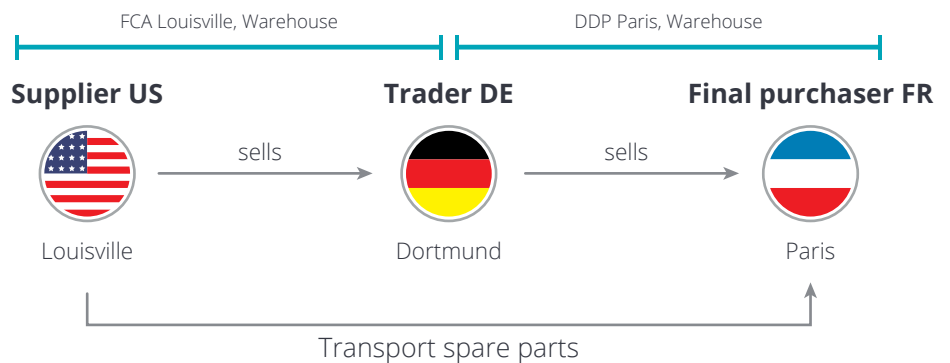 FCA Louisville, Warehouse
DDP Paris, Warehouse
Supplier US
Trader DE
Final purchaser FR
sells
sells
Louisville
Dortmund
Paris
Transport spare parts